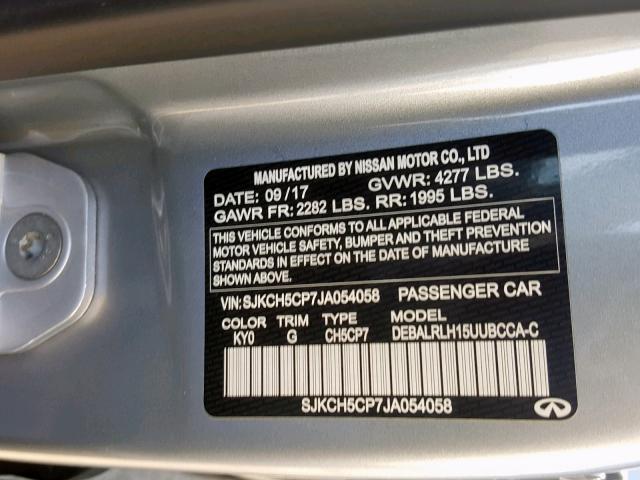 MANUFACTURED BY NISSAN MOTOR CO., LTD
DATE: 09/17 GVWR: 4277 LBS.
GAWR FR: 2282 LBS. RR: 1995 LBS.
THIS VEHICLE CONFORMS TO ALL APPLICABLE FEDERAL
MOTOR VEHICLE SAFETY, BUMPER AND THEFT PREVENTION
STANDARDS IN EFFECT ON THE DATE OF MANUFACTURE
SHOWN ABOVE.
VIN: SJKCH5CP7JA054058 PASSENGER CAR
COLOR TRIM TYPE MODEL
KY0 G CH5CP7 DEBALRLH15UUBCCA-C
SJKCH5CP7JA054058